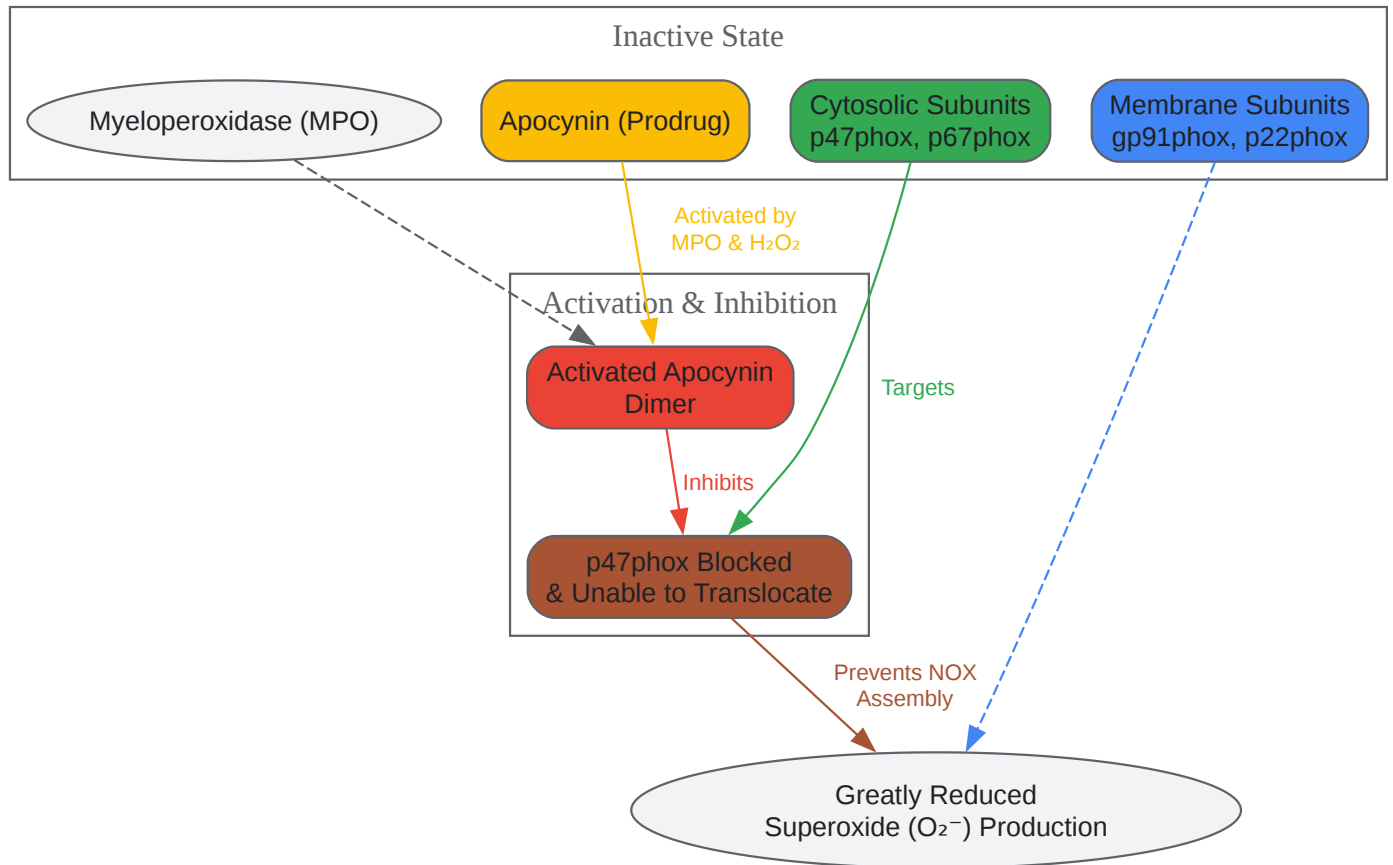 Inactive State
Myeloperoxidase (MPO)
Apocynin (Prodrug)
Cytosolic Subunits
p47phox, p67phox
Membrane Subunits
gp91phox, p22phox
Activated by
MPO & H₂O₂
Activation & Inhibition
Activated Apocynin
Dimer
Targets
Inhibits
p47phox Blocked
& Unable to Translocate
Prevents NOX
Assembly
Greatly Reduced
Superoxide (O₂⁻) Production